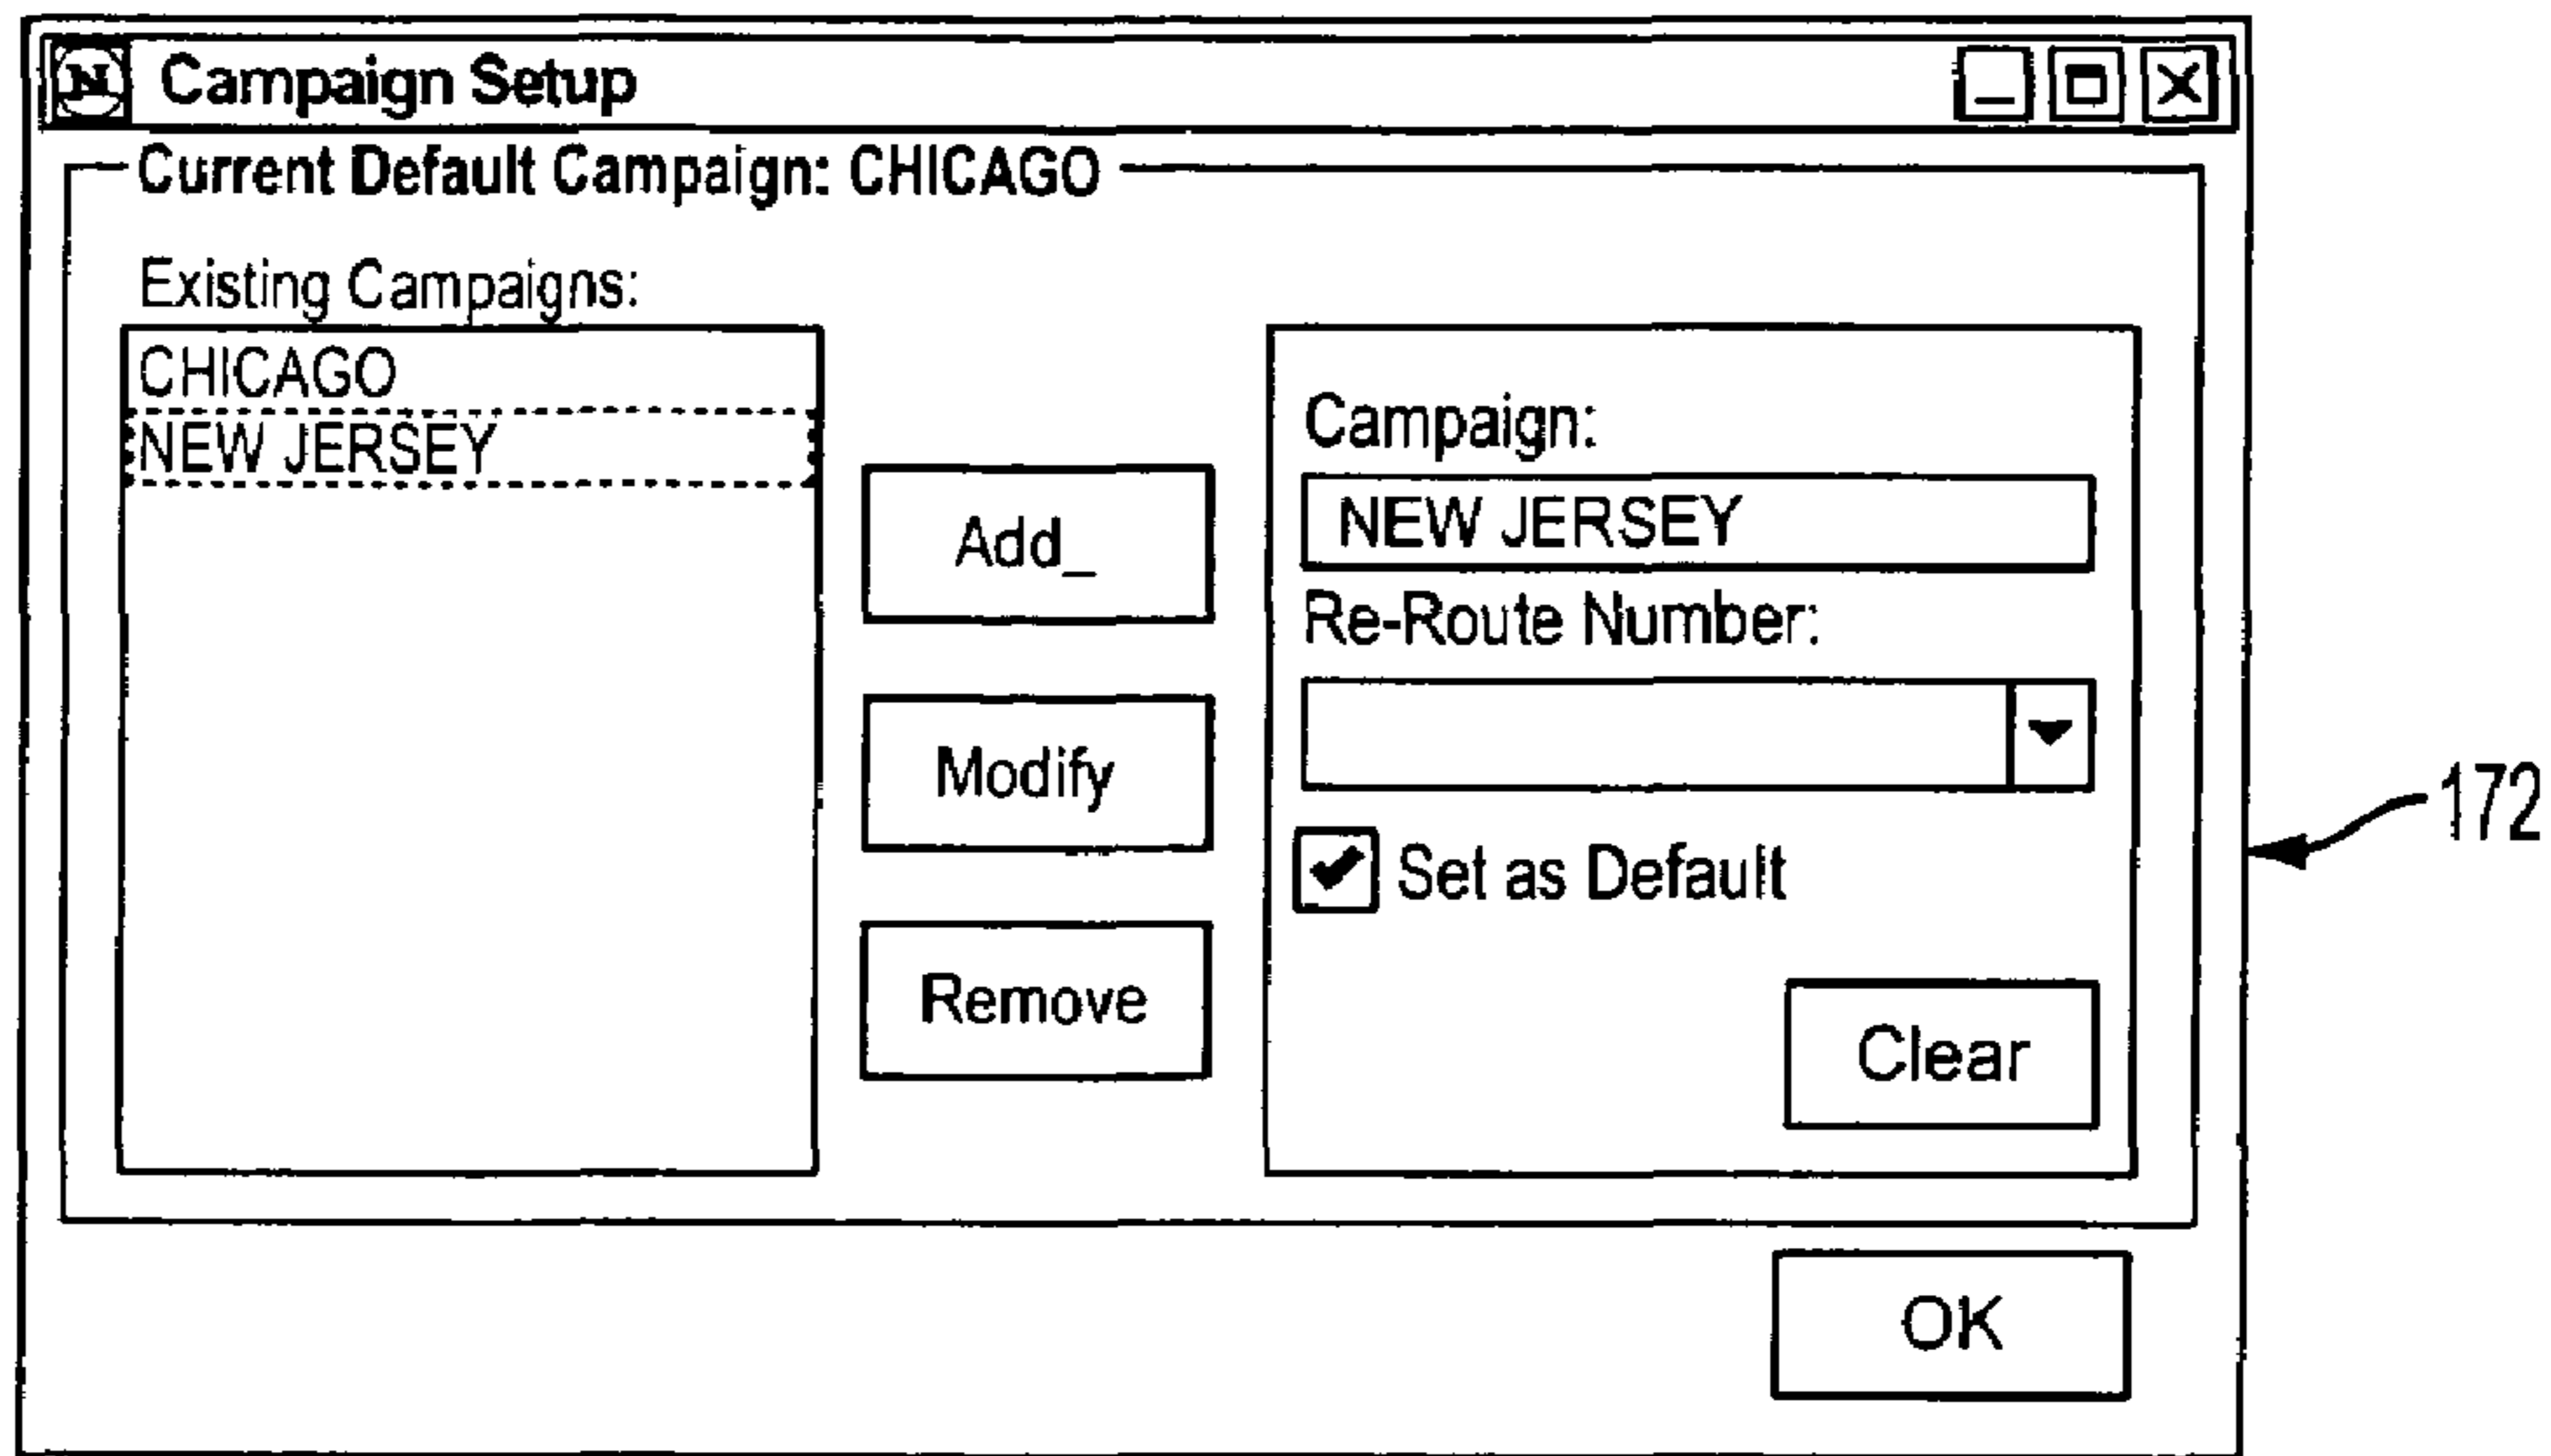 N Campaign Setup
Current Default Campaign: CHICAGO
Existing Campaigns:
CHICAGO
NEW JERSEY
Add_
Modify
Remove
Campaign:
NEW JERSEY
Re-Route Number:
Set as Default
Clear
OK
172